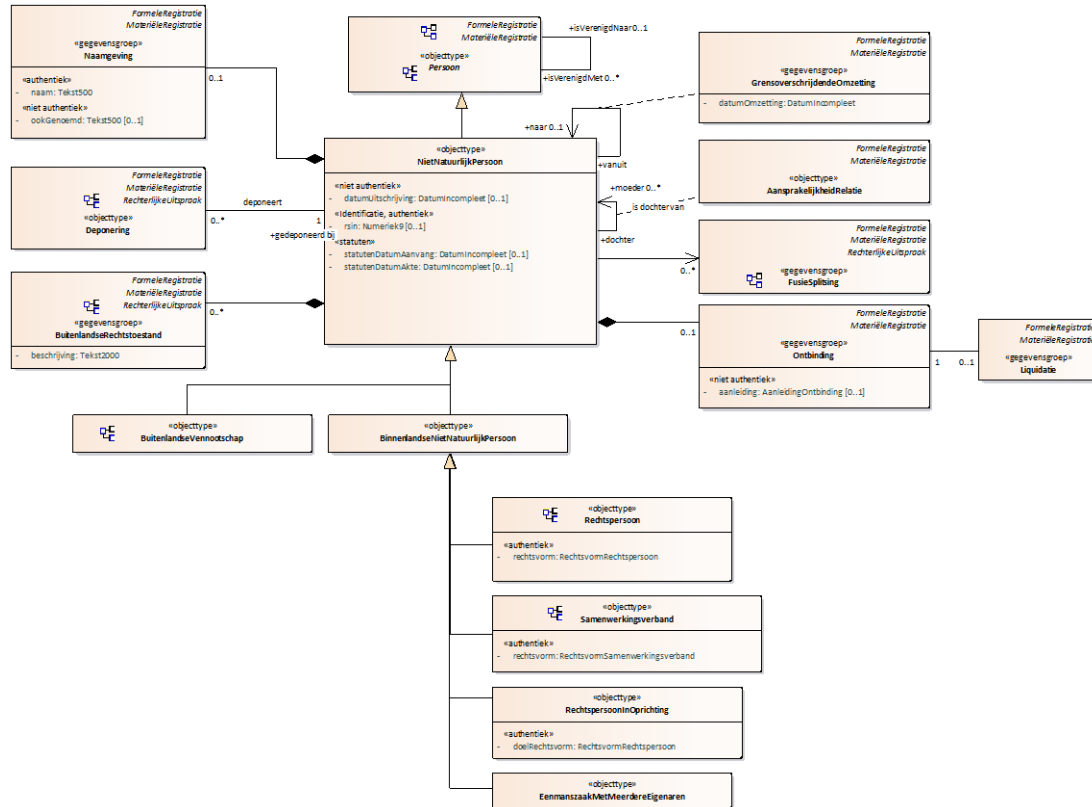 FormeleRegistratie
MateriëleRegistratie
«gegevensgroep»
Naamgeving
«authentiek»
- naam: Tekst500
«niet authentiek»
- ookGenoemd: Tekst500 [0..1]
0..1
FormeleRegistratie
MateriëleRegistratie
«objecttype»
Persoon
+isVerenigdNaar 0..1
+isVerenigdMet 0..*
FormeleRegistratie
MateriëleRegistratie
«gegevensgroep»
GrensoverschrijdendeOmzetting
- datumOmzetting: DatumIncompleet
+naar 0..1
+vanuit
FormeleRegistratie
MateriëleRegistratie
RechterlijkeUitspraak
«objecttype»
Deponering
deponeert
0..*
1
+gedeponeerd bij
«objecttype»
NietNatuurlijkPersoon
«niet authentiek»
- datumUitschrijving: DatumIncompleet [0..1]
«Identificatie, authentiek»
- rsin: Numeriek9 [0..1]
«statuten»
- statutenDatumAanvang: DatumIncompleet [0..1]
- statutenDatumAkte: DatumIncompleet [0..1]
FormeleRegistratie
MateriëleRegistratie
«objecttype»
AansprakelijkheidRelatie
+moeder 0..*
is dochter van
+dochter
FormeleRegistratie
MateriëleRegistratie
RechterlijkeUitspraak
«gegevensgroep»
FusieSplitsing
0..*
FormeleRegistratie
MateriëleRegistratie
RechterlijkeUitspraak
«gegevensgroep»
BuitenlandseRechtstoestand
- beschrijving: Tekst2000
0..*
FormeleRegistratie
MateriëleRegistratie
«gegevensgroep»
Ontbinding
«niet authentiek»
- aanleiding: AanleidingOntbinding [0..1]
0..1
1
0..1
FormeleRegistratie
MateriëleRegistratie
«gegevensgroep»
Liquidatie
«objecttype»
BuitenlandseVennootschap
«objecttype»
BinnenlandseNietNatuurlijkPersoon
«objecttype»
Rechtspersoon
«authentiek»
- rechtsvorm: RechtsvormRechtspersoon
«objecttype»
Samenwerkingsverband
«authentiek»
- rechtsvorm: RechtsvormSamenwerkingsverband
«objecttype»
RechtspersoonInOprichting
«authentiek»
- doelRechtsvorm: RechtsvormRechtspersoon
«objecttype»
EenmanszaakMetMeerdereEigenaren